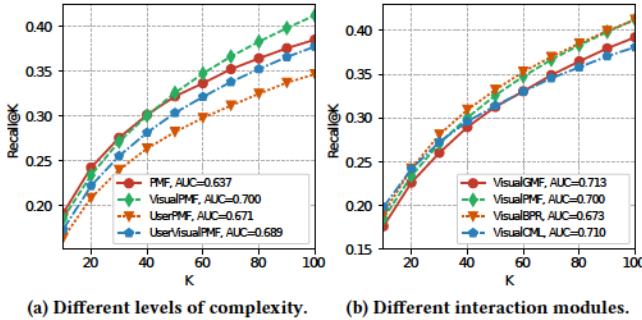 Recall@K
0.40
0.35
0.30
0.25
0.20
PMF, AUC=0.637
VisualPMF, AUC=0.700
UserPMF, AUC=0.671
UserVisualPMF, AUC=0.689
20 40 60 80 100
K
(a) Different levels of complexity.
Recall@K
0.40
0.35
0.30
0.25
0.20
0.15
VisualGMF, AUC=0.713
VisualPMF, AUC=0.700
VisualBPR, AUC=0.673
VisualCML, AUC=0.710
20 40 60 80 100
K
(b) Different interaction modules.